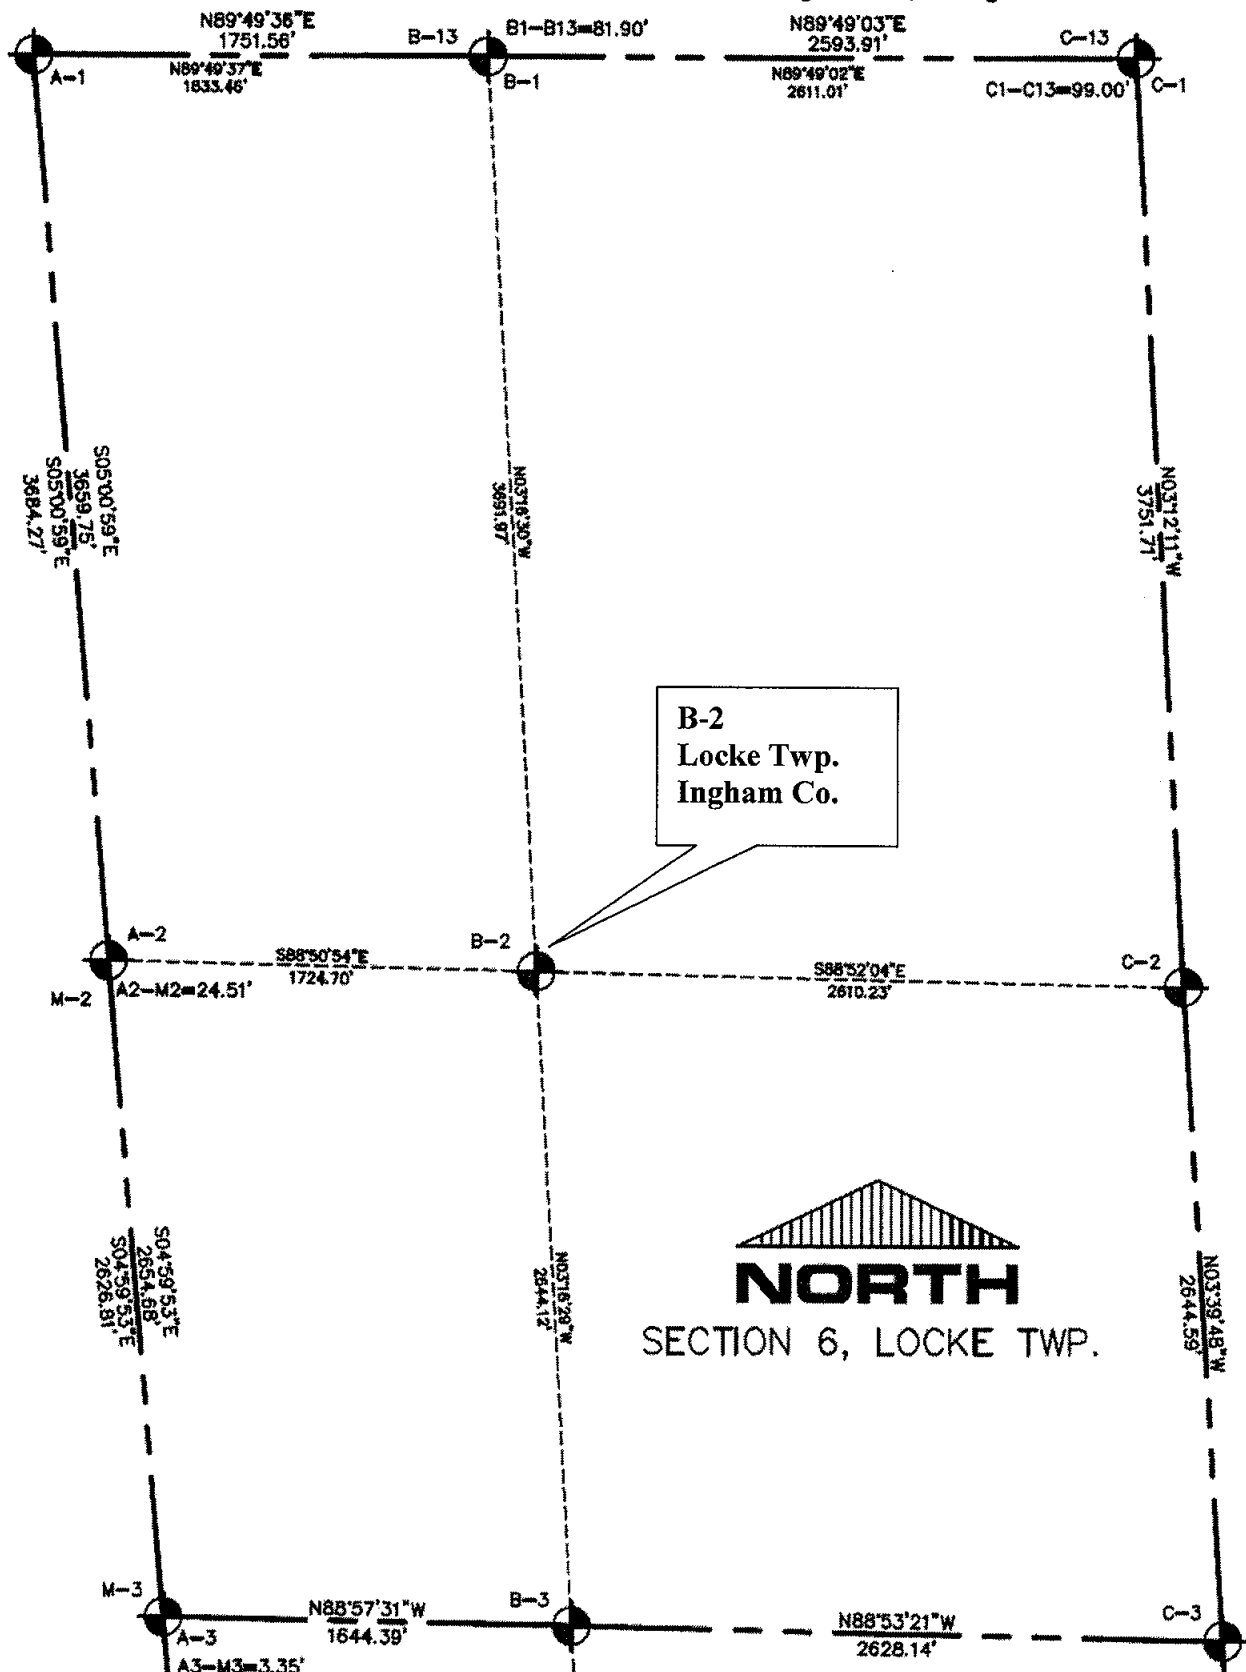 N89°49'36"E
1751.56'
B-13
B1-B13=81.90'
N89°49'03"E
2593.91'
C-13
A-1
N89°49'37"E
1833.46'
B-1
N89°49'02"E
2611.01'
C1-C13=99.00'
C-1
S05°00'59"E
3659.75'
S05°00'59"E
3684.27'
N03°16'30"W
3691.97'
N03°12'11"W
3751.71'
B-2
Locke Twp.
Ingham Co.
A-2
S88°50'54"E
1724.70'
B-2
S88°52'04"E
2610.23'
C-2
M-2
A2-M2=24.51'
S04°59'53"E
2654.68'
S04°59'53"E
2626.81'
N03°16'29"W
2644.12'
N03°39'48"W
2644.59'
NORTH
SECTION 6, LOCKE TWP.
M-3
N88°57'31"W
1644.39'
B-3
N88°53'21"W
2628.14'
C-3
A-3
A3-M3=3.35'